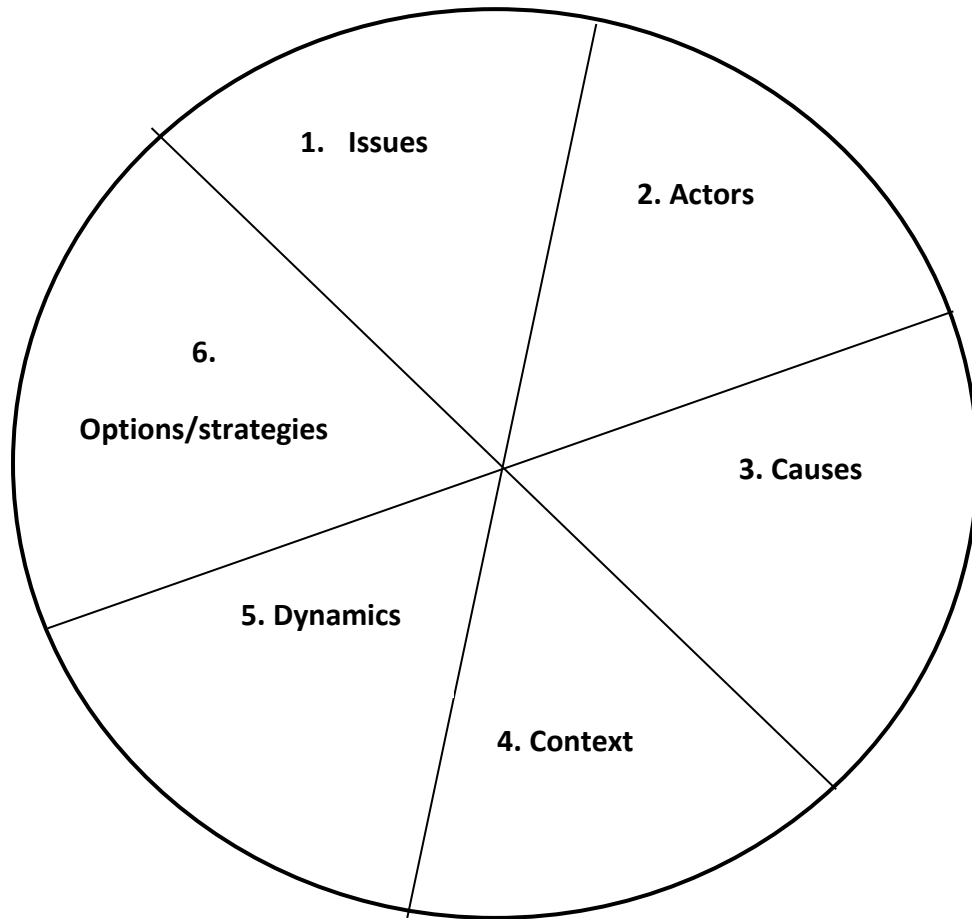 1. Issues
2. Actors
3. Causes
4. Context
5. Dynamics
6.
Options/strategies